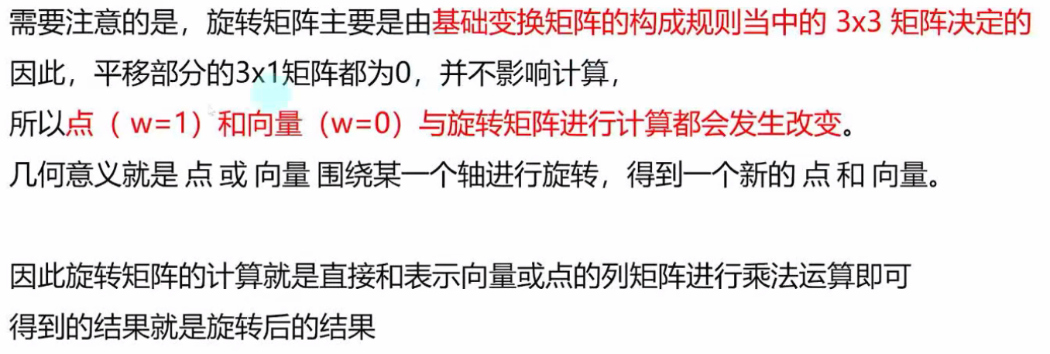 需要注意的是，旋转矩阵主要是由基础变换矩阵的构成规则当中的 3x3 矩阵决定的
因此，平移部分的3x1矩阵都为0，并不影响计算，
所以点（ w=1）和向量（w=0）与旋转矩阵进行计算都会发生改变。
几何意义就是 点 或 向量 围绕某一个轴进行旋转，得到一个新的 点 和 向量。
因此旋转矩阵的计算就是直接和表示向量或点的列矩阵进行乘法运算即可
得到的结果就是旋转后的结果